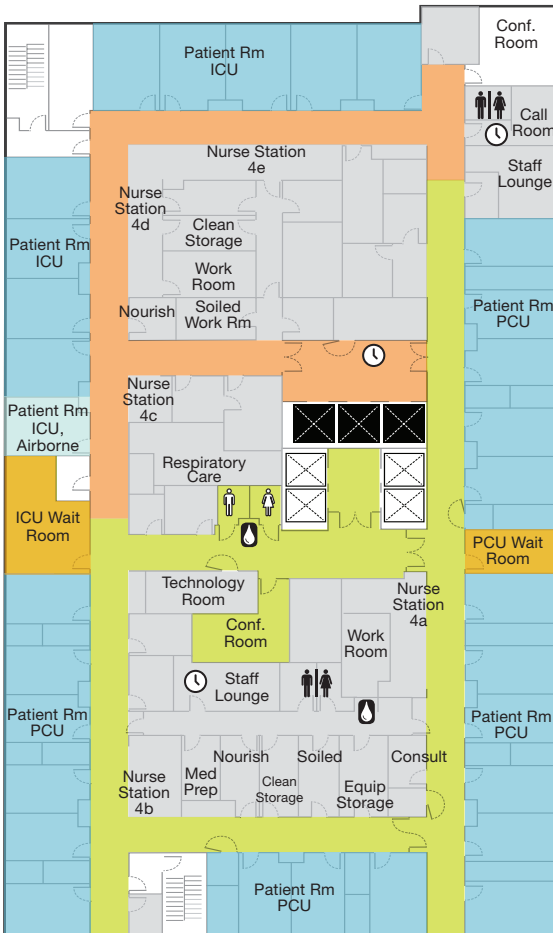 Conf.
Room
Patient Rm
ICU
Call
Room
Nurse Station
4e
Staff
Lounge
Nurse
Station
4d
Clean
Storage
Patient Rm
ICU
Work
Room
Nourish
Soiled
Work Rm
Patient Rm
PCU
Nurse
Station
4c
Patient Rm
ICU,
Airborne
Respiratory
Care
ICU Wait
Room
PCU Wait
Room
Technology
Room
Nurse
Station
4a
Conf.
Room
Work
Room
Staff
Lounge
Patient Rm
PCU
Patient Rm
PCU
Nourish
Soiled
Consult
Nurse
Station
4b
Med
Prep
Clean
Storage
Equip
Storage
Patient Rm
PCU